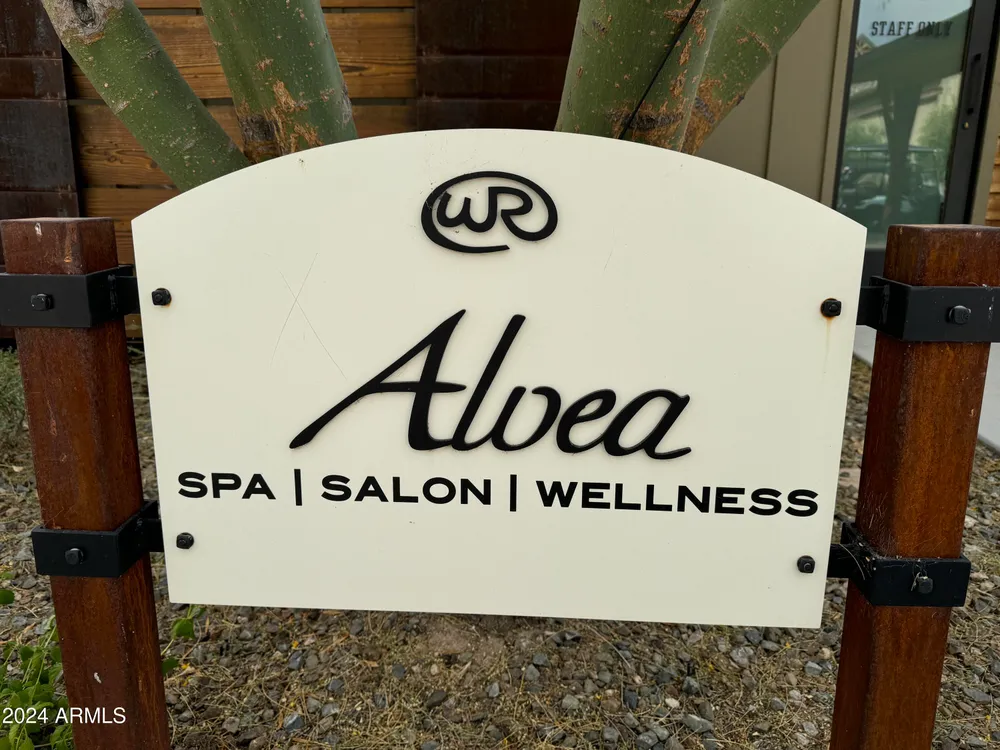 STAFF ONLY
WR
Alvea
SPA | SALON | WELLNESS
2024 ARMLS